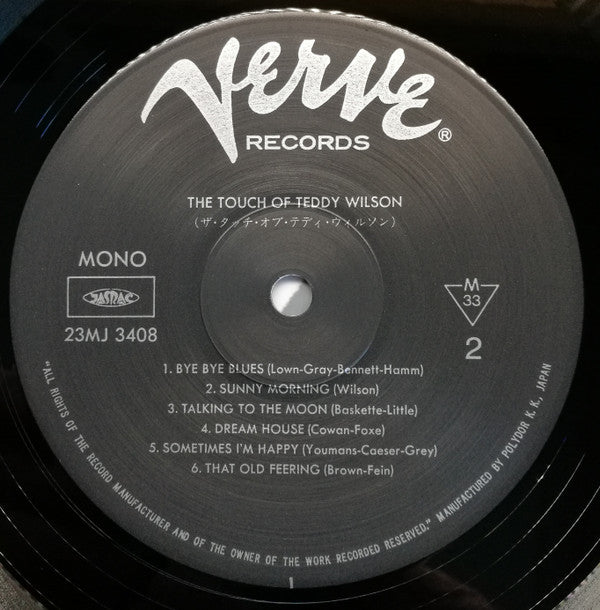 Verve
RECORDS ®
THE TOUCH OF TEDDY WILSON
(ザ・タッチ・オブ・テディ・ウィルソン)
MONO
JASRAC
23MJ 3408
M
33
2
1. BYE BYE BLUES (Lown-Gray-Bennett-Hamm)
2. SUNNY MORNING (Wilson)
3. TALKING TO THE MOON (Baskette-Little)
4. DREAM HOUSE (Cowan-Foxe)
5. SOMETIMES I'M HAPPY (Youmans-Caeser-Grey)
6. THAT OLD FEERING (Brown-Fein)
"ALL RIGHTS OF THE RECORD MANUFACTURER AND OF THE OWNER OF THE WORK RECORDED RESERVED." MANUFACTURED BY POLYDOR K. K., JAPAN
1